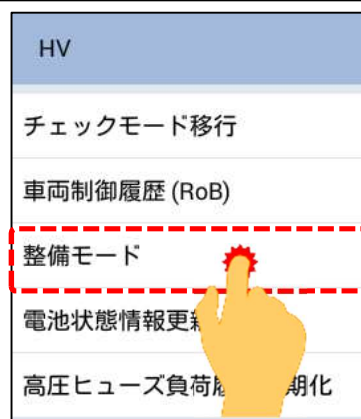 HV
チェックモード移行
車両制御履歴 (RoB)
整備モード
電池状態情報更
高圧ヒューズ負荷 期化